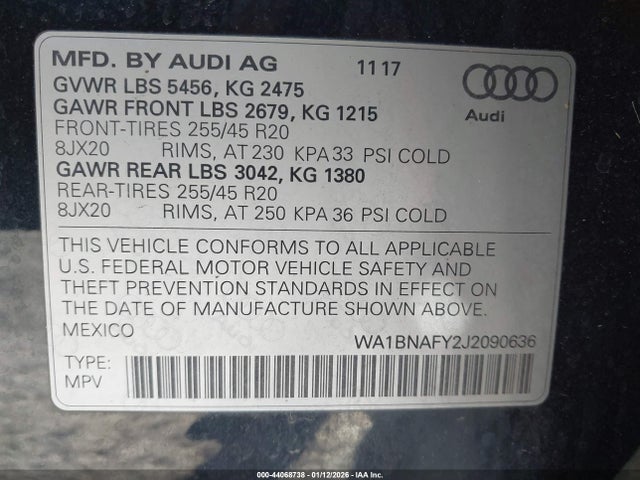 MFD. BY AUDI AG 11 17
GVWR LBS 5456, KG 2475
GAWR FRONT LBS 2679, KG 1215
FRONT-TIRES 255/45 R20
8JX20 RIMS, AT 230 KPA 33 PSI COLD
GAWR REAR LBS 3042, KG 1380
REAR-TIRES 255/45 R20
8JX20 RIMS, AT 250 KPA 36 PSI COLD
Audi
THIS VEHICLE CONFORMS TO ALL APPLICABLE
U.S. FEDERAL MOTOR VEHICLE SAFETY AND
THEFT PREVENTION STANDARDS IN EFFECT ON
THE DATE OF MANUFACTURE SHOWN ABOVE.
MEXICO WA1BNAFY2J2090636
TYPE:
MPV
000-44068738 - 01/12/2026 - IAA Inc.